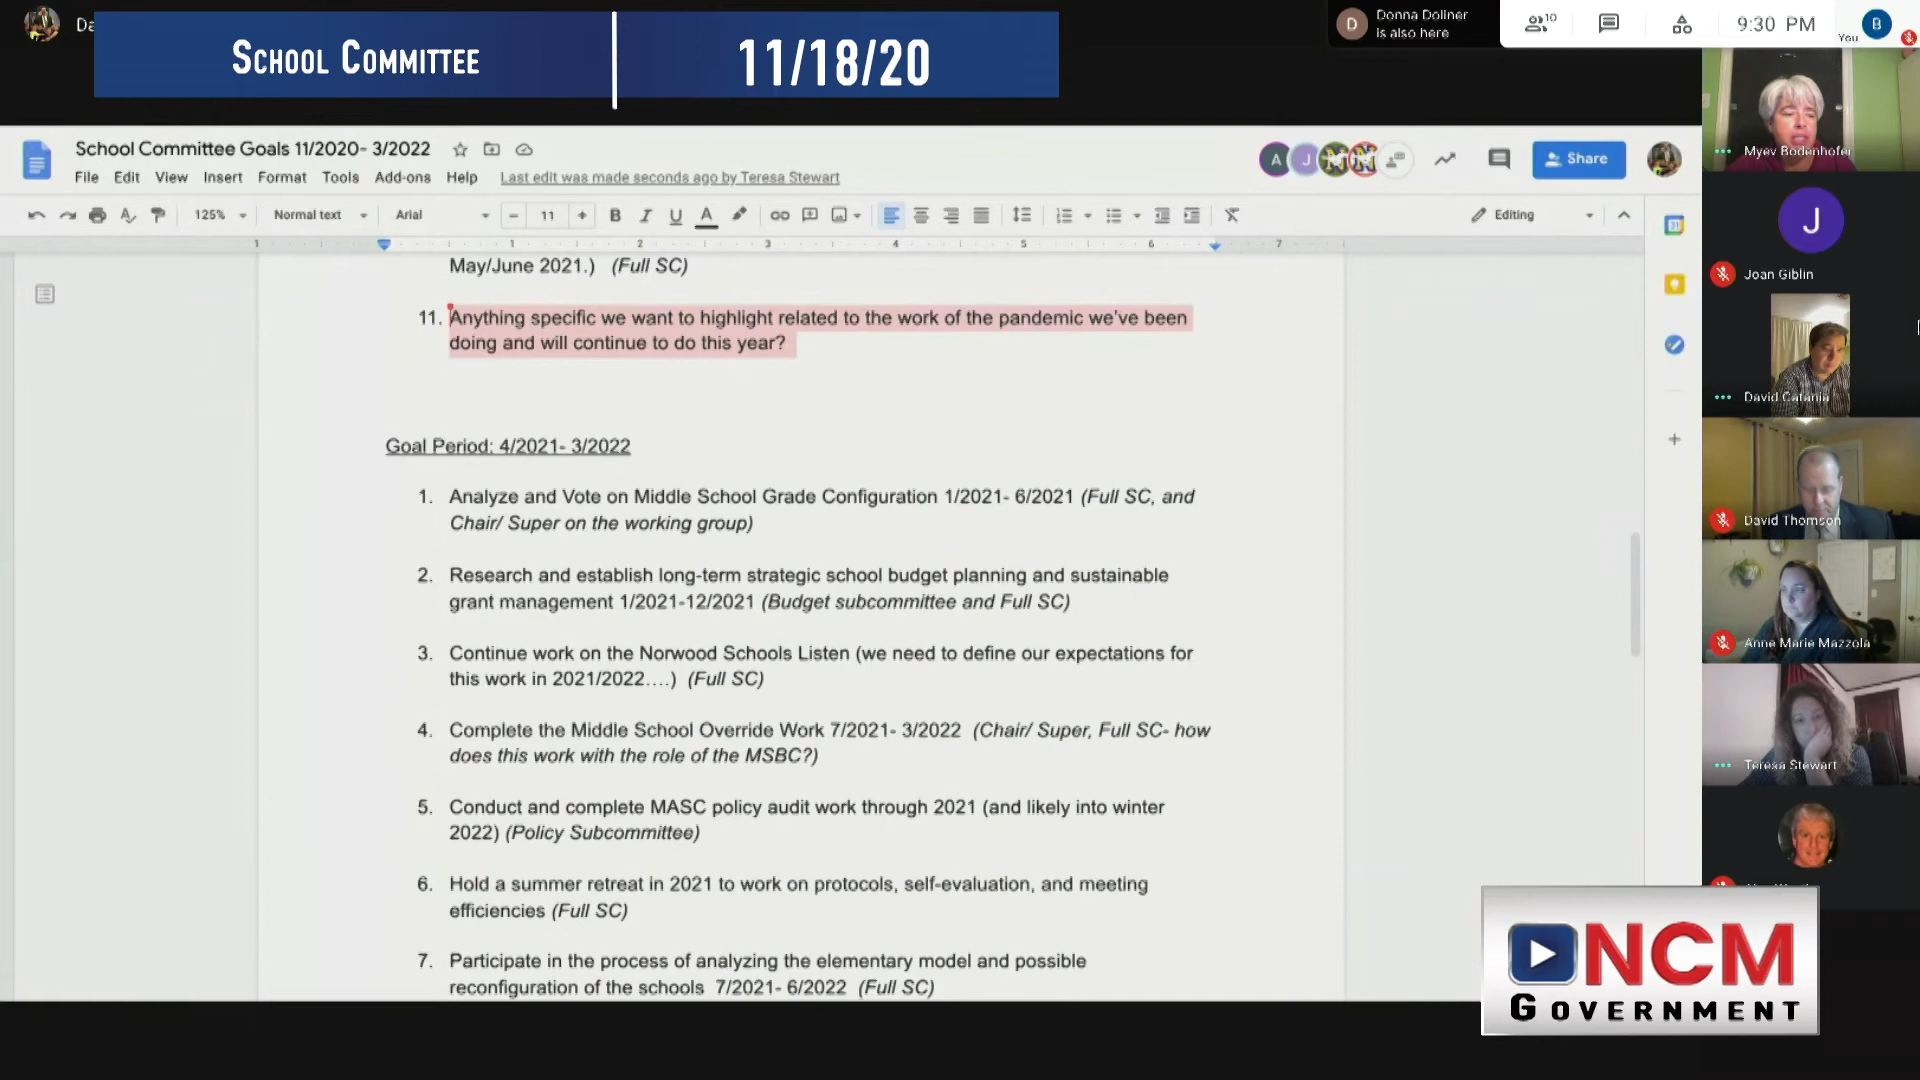 Da
School Committee
11/18/20
D
Donna Dollner
is also here
10
9:30 PM
You
B
School Committee Goals 11/2020- 3/2022
File Edit View Insert Format Tools Add-ons Help
Last edit was made seconds ago by Teresa Stewart
A
J
Share
125%
Normal text
Arial
11
B I U A
Editing
1 1 2 3 4 5 6 7
May/June 2021.) (Full SC)
11. Anything specific we want to highlight related to the work of the pandemic we've been
doing and will continue to do this year?
Goal Period: 4/2021- 3/2022
1. Analyze and Vote on Middle School Grade Configuration 1/2021- 6/2021 (Full SC, and
Chair/ Super on the working group)
2. Research and establish long-term strategic school budget planning and sustainable
grant management 1/2021-12/2021 (Budget subcommittee and Full SC)
3. Continue work on the Norwood Schools Listen (we need to define our expectations for
this work in 2021/2022....) (Full SC)
4. Complete the Middle School Override Work 7/2021- 3/2022 (Chair/ Super, Full SC- how
does this work with the role of the MSBC?)
5. Conduct and complete MASC policy audit work through 2021 (and likely into winter
2022) (Policy Subcommittee)
6. Hold a summer retreat in 2021 to work on protocols, self-evaluation, and meeting
efficiencies (Full SC)
7. Participate in the process of analyzing the elementary model and possible
reconfiguration of the schools 7/2021- 6/2022 (Full SC)
Myev Bodenhofer
J
Joan Giblin
David Catania
David Thomson
Anne Marie Mazzola
Teresa Stewart
NCM
Government